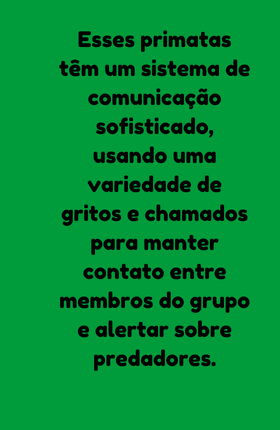 Esses primatas
têm um sistema de
comunicação
sofisticado,
usando uma
variedade de
gritos e chamados
para manter
contato entre
membros do grupo
e alertar sobre
predadores.